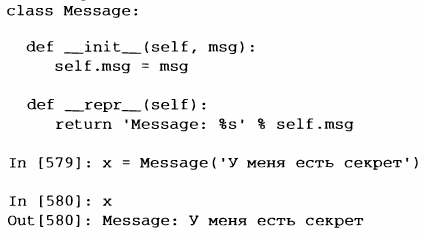 class Message:
def __init__(self, msg):
self.msg = msg
def __repr__(self):
return 'Message: %s' % self.msg
In [579]: x = Message('У меня есть секрет')
In [580]: x
Out[580]: Message: У меня есть секрет